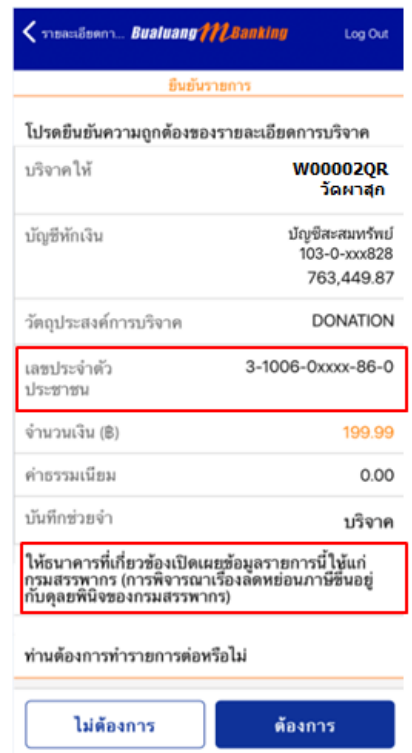 รายละเอียดกา... Bualuang mBanking Log Out
ยืนยันรายการ
โปรดยืนยันความถูกต้องของรายละเอียดการบริจาค
บริจาคให้ W00002QR
วัดผาสุก
บัญชีหักเงิน บัญชีสะสมทรัพย์
103-0-xxx828
763,449.87
วัตถุประสงค์การบริจาค DONATION
เลขประจำตัว 3-1006-0xxxx-86-0
ประชาชน
จำนวนเงิน (฿) 199.99
ค่าธรรมเนียม 0.00
บันทึกช่วยจำ บริจาค
ให้ธนาคารที่เกี่ยวข้องเปิดเผยข้อมูลรายการนี้ให้แก่
กรมสรรพากร (การพิจารณาเรื่องลดหย่อนภาษีขึ้นอยู่
กับดุลยพินิจของกรมสรรพากร)
ท่านต้องการทำรายการต่อหรือไม่
ไม่ต้องการ ต้องการ